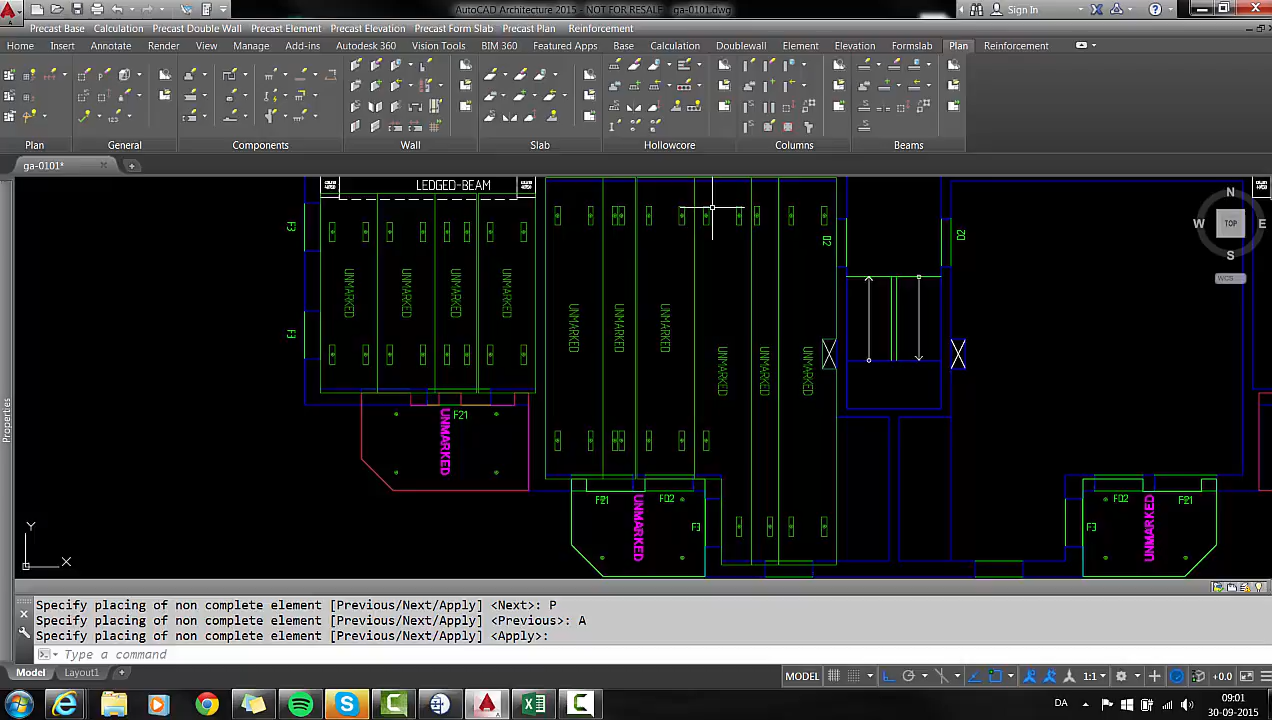 AutoCAD Architecture 2015 - NOT FOR RESALE ga-0101.dwg
Sign In
Precast Base Calculation Precast Double Wall Precast Element Precast Elevation Precast Form Slab Precast Plan Reinforcement
Home Insert Annotate Render View Manage Add-ins Autodesk 360 Vision Tools BIM 360 Featured Apps Base Calculation Doublewall Element Elevation Formslab Plan Reinforcement
Plan General Components Wall Slab Hollowcore Columns Beams
ga-0101*
LEDGED-BEAM
N
W TOP E
S
WCS
F3
F3
D2
D2
UNMARKED
UNMARKED
UNMARKED
UNMARKED
UNMARKED
UNMARKED
UNMARKED
UNMARKED
UNMARKED
UNMARKED
F21
UNMARKED
F21 FD2
UNMARKED
F3
FD2 F21
F3
UNMARKED
Y
X
Properties
Specify placing of non complete element [Previous/Next/Apply] <Next>: P
Specify placing of non complete element [Previous/Next/Apply] <Previous>: A
Specify placing of non complete element [Previous/Next/Apply] <Apply>:
Type a command
Model Layout1
MODEL
1:1
+0.0
DA
09:01
30-09-2015